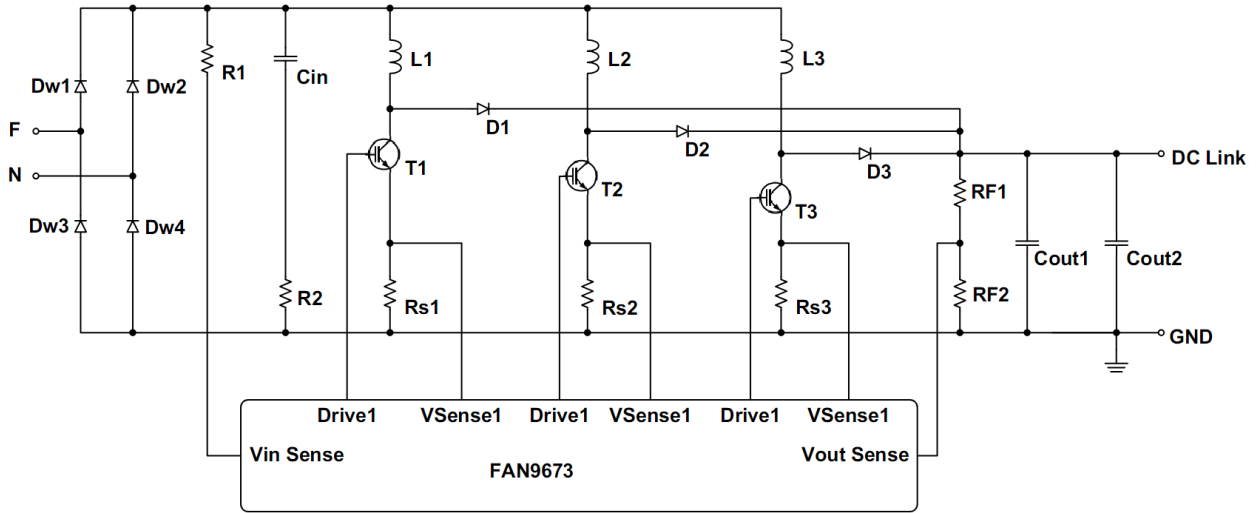 L1
L2
L3
R1
Cin
Dw1
Dw2
D1
F
D2
D3
DC Link
T1
N
T2
RF1
T3
Dw3
Dw4
Cout1
Cout2
R2
Rs1
Rs2
Rs3
RF2
GND
Drive1
VSense1
Drive1
VSense1
Drive1
VSense1
Vin Sense
Vout Sense
FAN9673